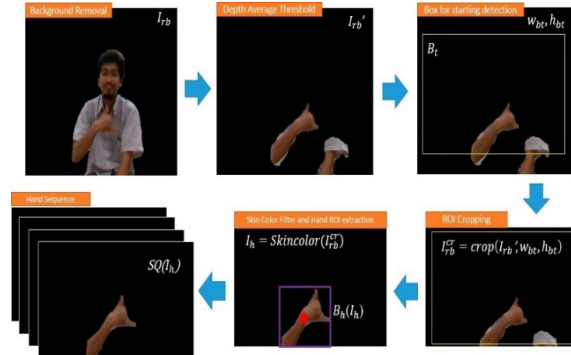 Background Removal
I_rb
Depth Average Threshold
I_rb'
Box for starting detection
w_bt, h_bt
B_t
ROI Cropping
I_rb^cr = crop(I_rb', w_bt, h_bt)
Skin Color Filter and Hand ROI extraction
I_h = Skincolor(I_rb^cr)
B_h(I_h)
Hand Sequence
SQ(I_h)